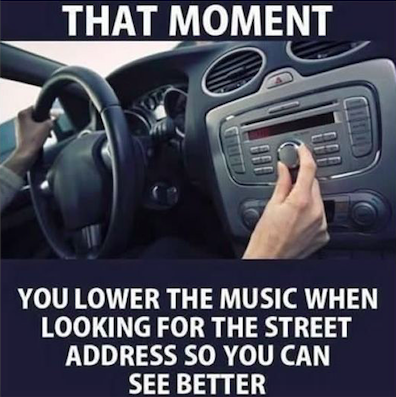 THAT MOMENT
YOU LOWER THE MUSIC WHEN
LOOKING FOR THE STREET
ADDRESS SO YOU CAN
SEE BETTER